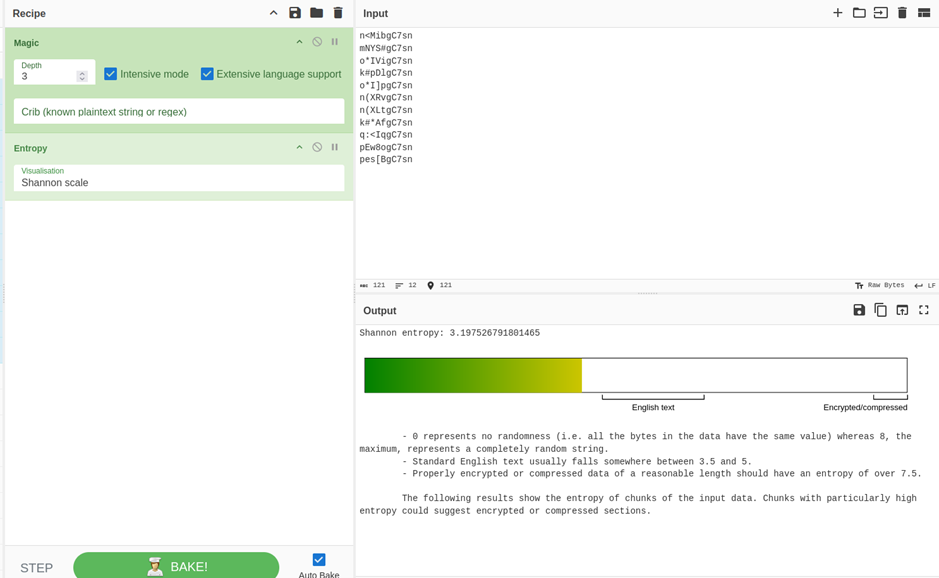 Recipe
Magic
Depth
3
Intensive mode
Extensive language support
Crib (known plaintext string or regex)
Entropy
Visualisation
Shannon scale
STEP
BAKE!
Auto Bake
Input
n<MibgC7sn
mNYS#gC7sn
o*IVigC7sn
k#pDlgC7sn
o*I]pgC7sn
n(XRvgC7sn
n(XLtgC7sn
k#*AfgC7sn
q:<IqgC7sn
pEw8ogC7sn
pes[BgC7sn
121
12
121
Raw Bytes
LF
Output
Shannon entropy: 3.197526791801465
English text
Encrypted/compressed
- 0 represents no randomness (i.e. all the bytes in the data have the same value) whereas 8, the
maximum, represents a completely random string.
- Standard English text usually falls somewhere between 3.5 and 5.
- Properly encrypted or compressed data of a reasonable length should have an entropy of over 7.5.
The following results show the entropy of chunks of the input data. Chunks with particularly high
entropy could suggest encrypted or compressed sections.